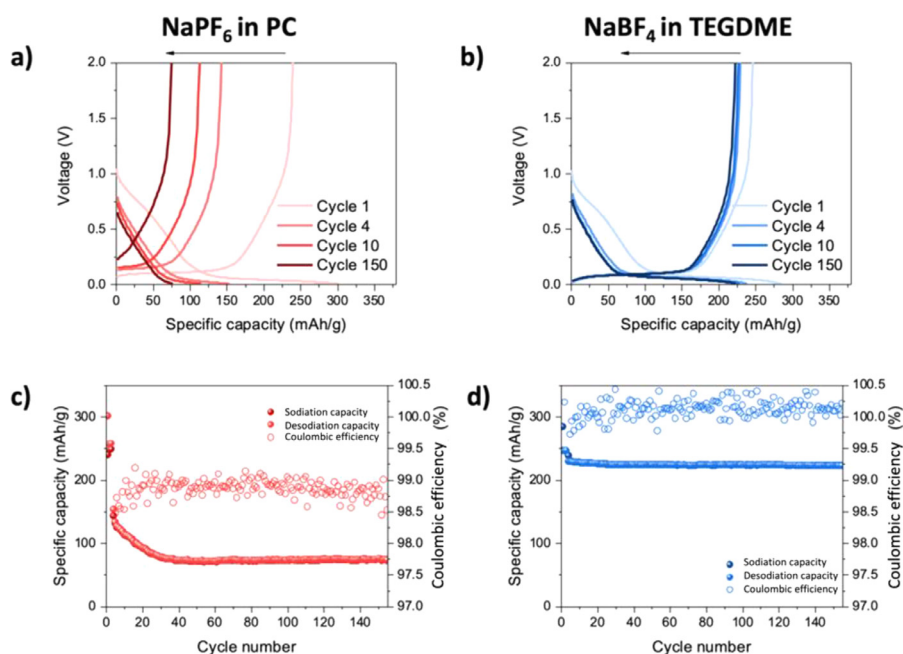 NaPF6 in PC
NaBF4 in TEGDME
a)
2.0
1.5
1.0
0.5
0.0
Voltage (V)
Cycle 1
Cycle 4
Cycle 10
Cycle 150
0 50 100 150 200 250 300 350
Specific capacity (mAh/g)
b)
2.0
1.5
1.0
0.5
0.0
Voltage (V)
Cycle 1
Cycle 4
Cycle 10
Cycle 150
0 50 100 150 200 250 300 350
Specific capacity (mAh/g)
c)
300
200
100
0
Specific capacity (mAh/g)
Sodiation capacity
Desodiation capacity
Coulombic efficiency
100.5
100.0
99.5
99.0
98.5
98.0
97.5
97.0
Coulombic efficiency (%)
0 20 40 60 80 100 120 140
Cycle number
d)
300
200
100
0
Specific capacity (mAh/g)
Sodiation capacity
Desodiation capacity
Coulombic efficiency
100.5
100.0
99.5
99.0
98.5
98.0
97.5
97.0
Coulombic efficiency (%)
0 20 40 60 80 100 120 140
Cycle number